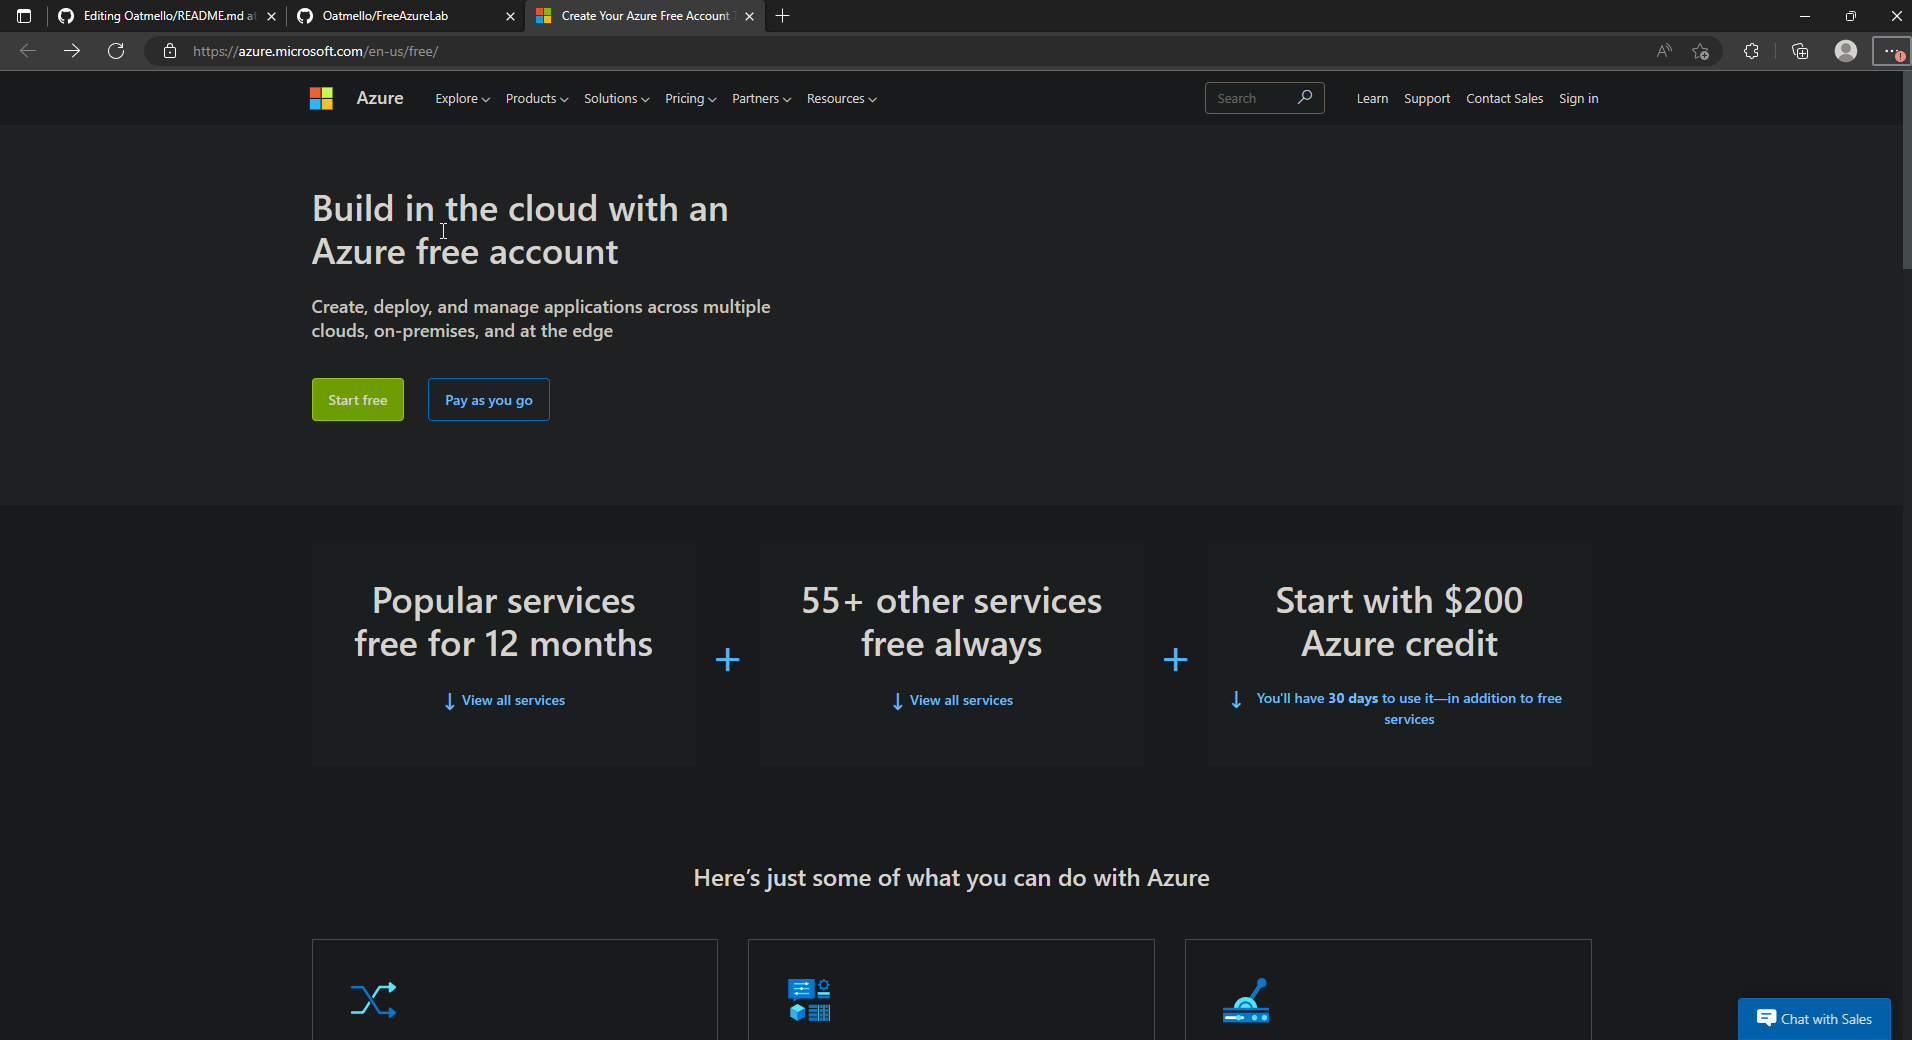 Editing Oatmello/README.md at
Oatmello/FreeAzureLab
Create Your Azure Free Account T
https://azure.microsoft.com/en-us/free/
Azure
Explore
Products
Solutions
Pricing
Partners
Resources
Search
Learn
Support
Contact Sales
Sign in
Build in the cloud with an
Azure free account
Create, deploy, and manage applications across multiple
clouds, on-premises, and at the edge
Start free
Pay as you go
Popular services
free for 12 months
↓ View all services
+
55+ other services
free always
↓ View all services
+
Start with $200
Azure credit
↓ You'll have 30 days to use it—in addition to free
services
Here's just some of what you can do with Azure
Chat with Sales